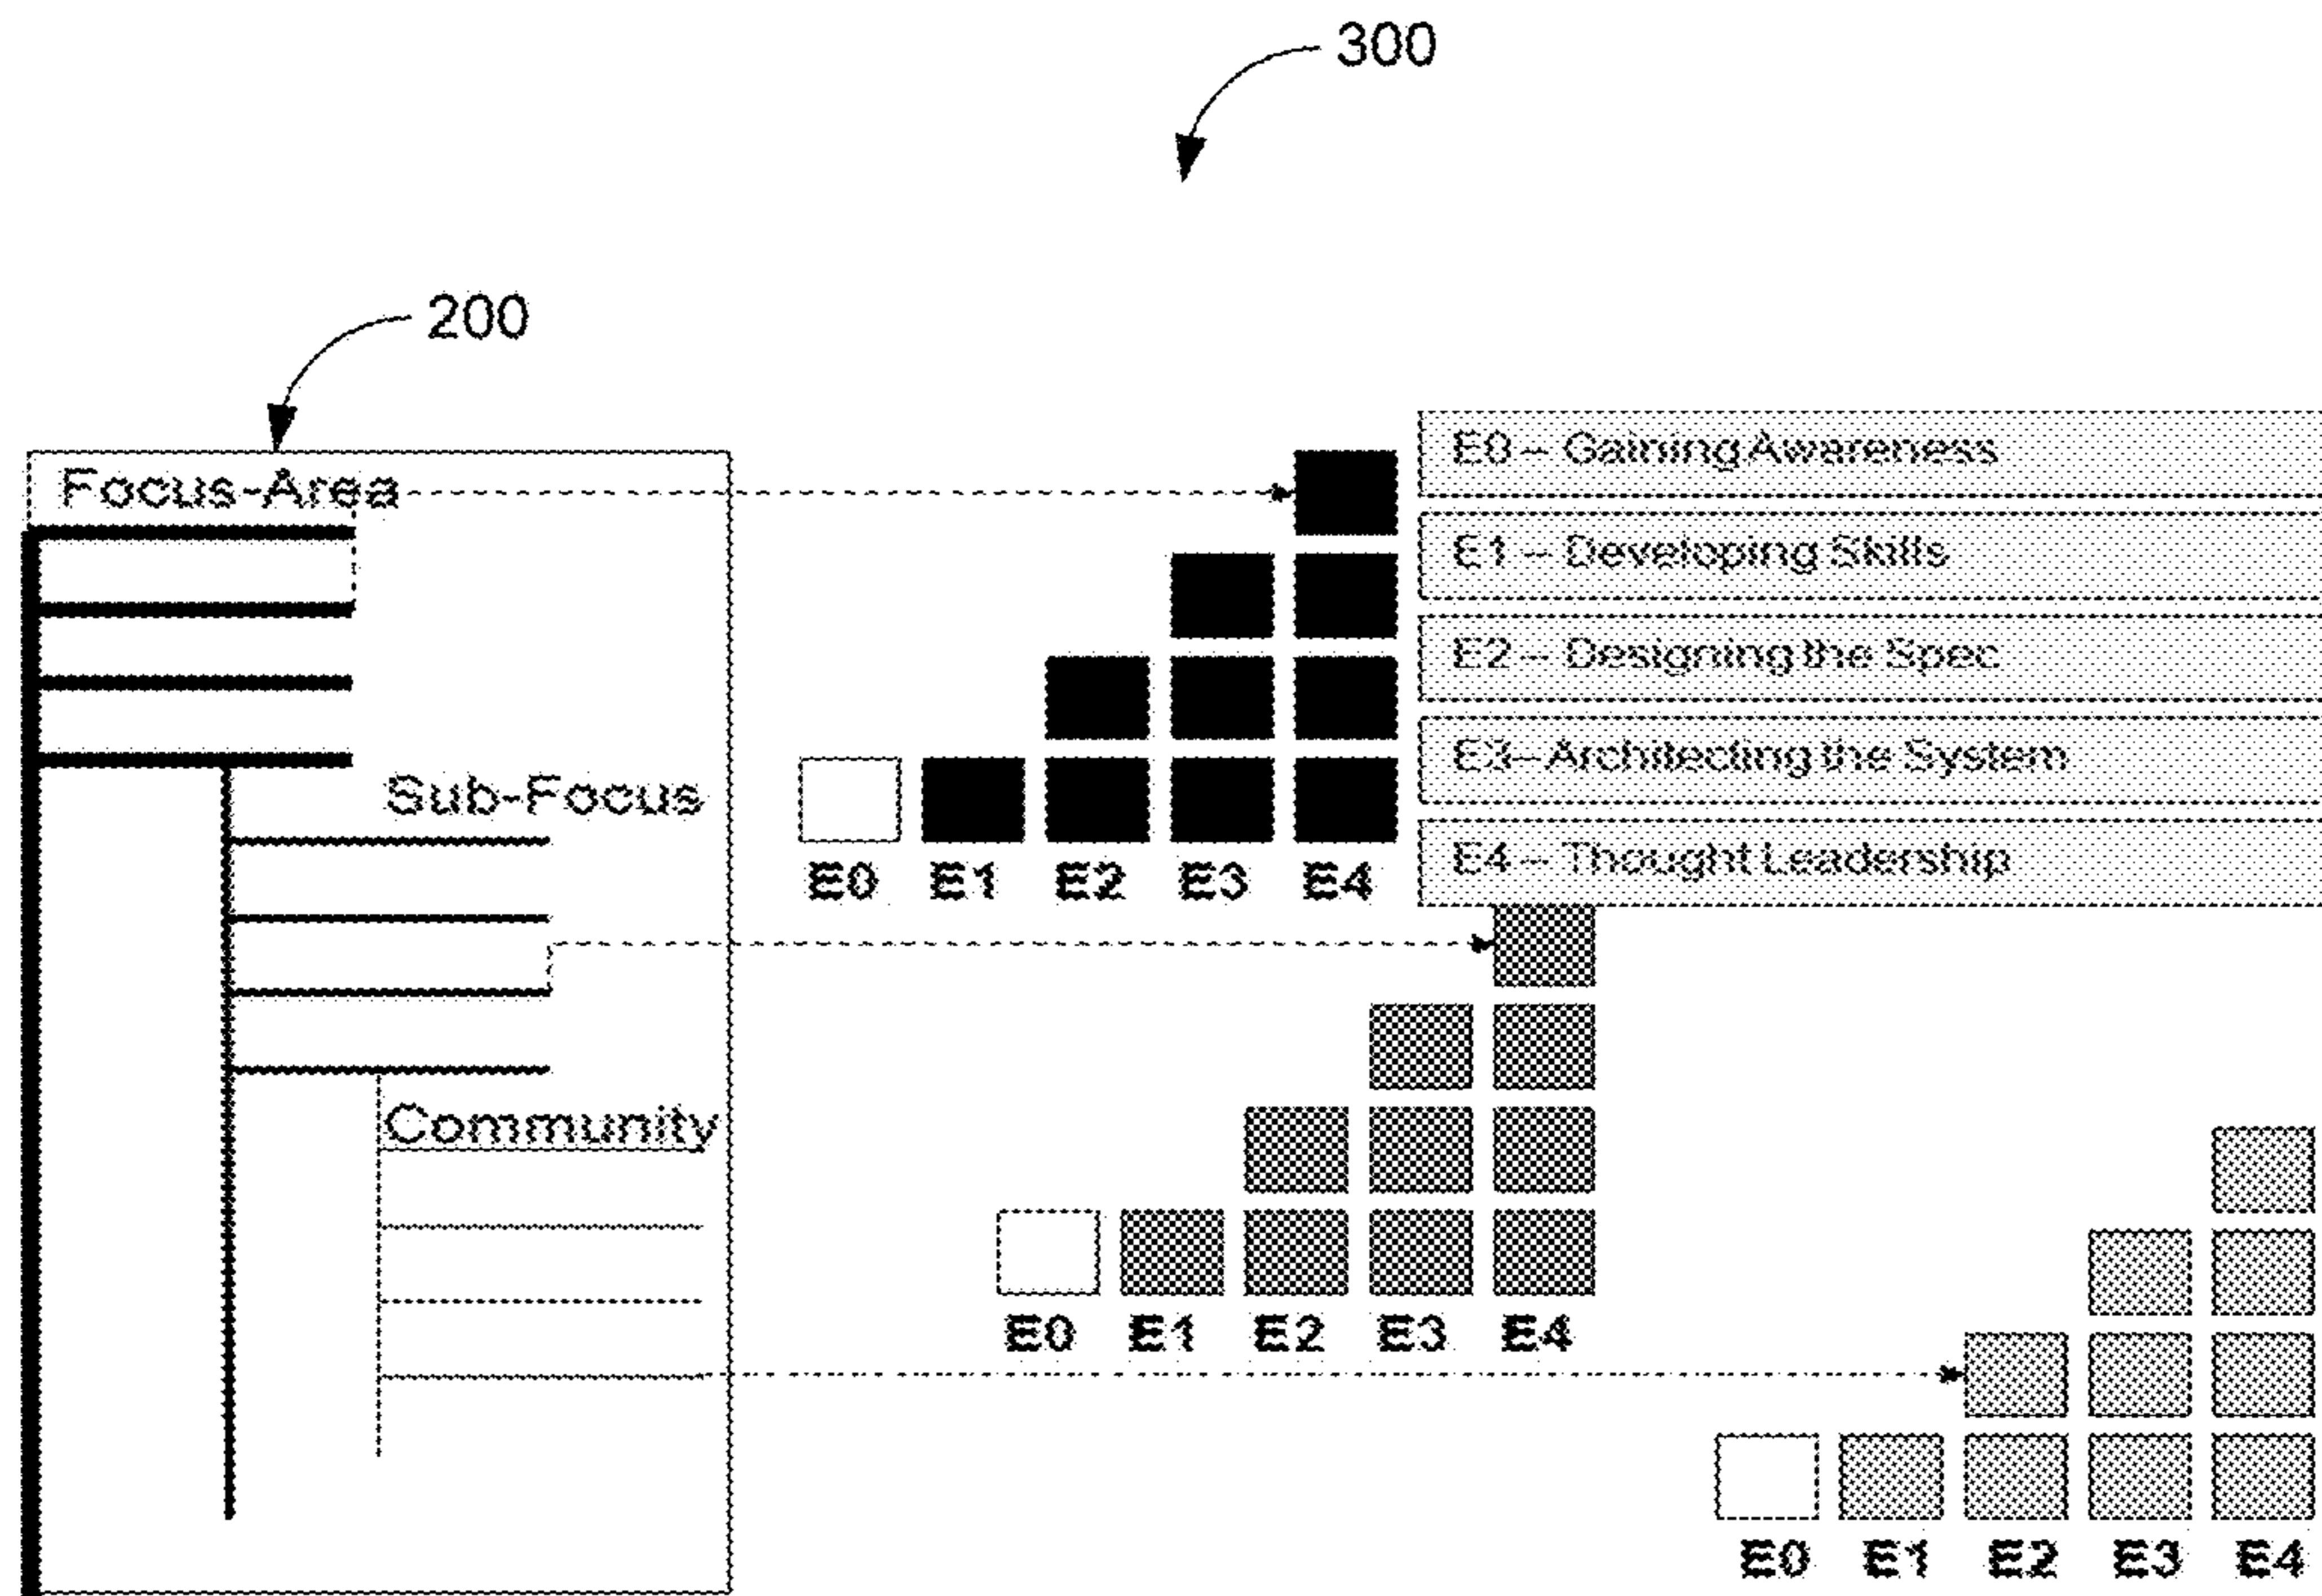 300
200
Focus-Area
E0 – Gaining Awareness
E1 – Developing Skills
E2 – Designing the Spec
E3 – Architecting the System
E4 – Thought Leadership
Sub-Focus
E0 E1 E2 E3 E4
Community
E0 E1 E2 E3 E4
E0 E1 E2 E3 E4